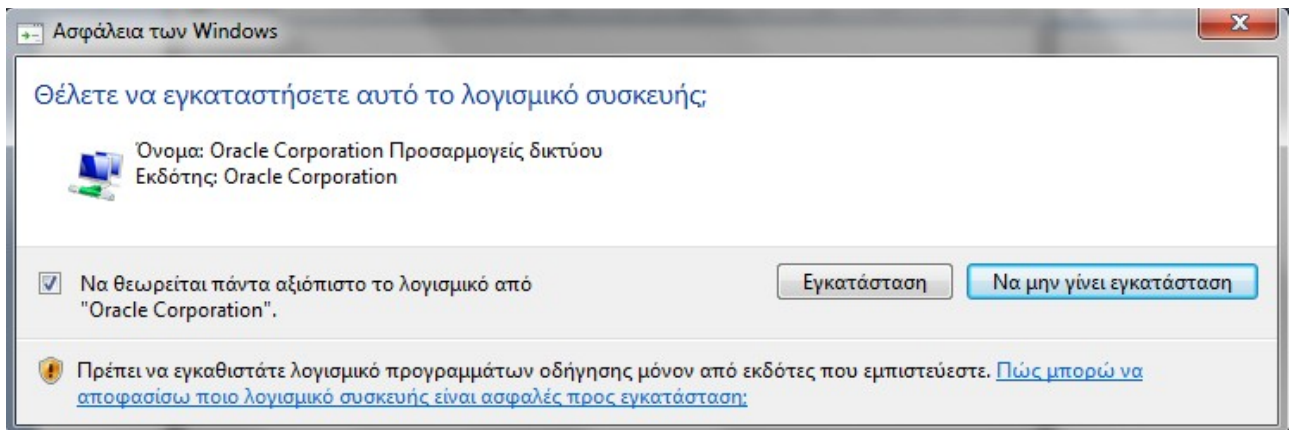 Ασφάλεια των Windows
Θέλετε να εγκαταστήσετε αυτό το λογισμικό συσκευής;
Όνομα: Oracle Corporation Προσαρμογείς δικτύου
Εκδότης: Oracle Corporation
Να θεωρείται πάντα αξιόπιστο το λογισμικό από
"Oracle Corporation".
Εγκατάσταση
Να μην γίνει εγκατάσταση
Πρέπει να εγκαθιστάτε λογισμικό προγραμμάτων οδήγησης μόνον από εκδότες που εμπιστεύεστε. Πώς μπορώ να
αποφασίσω ποιο λογισμικό συσκευής είναι ασφαλές προς εγκατάσταση;